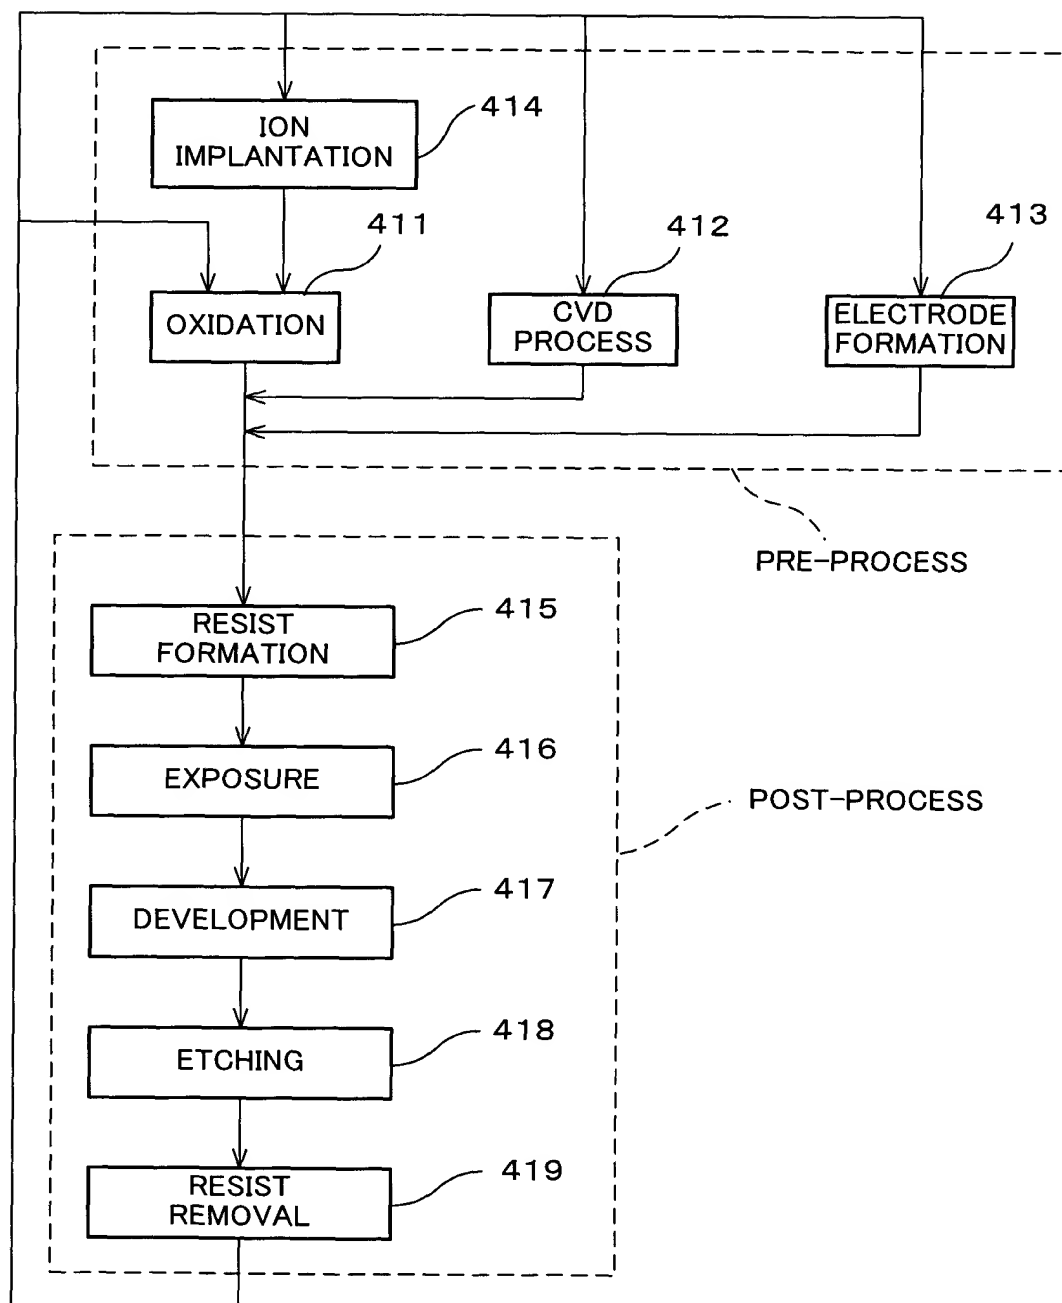 414
ION
IMPLANTATION
411
412
413
OXIDATION
CVD
PROCESS
ELECTRODE
FORMATION
PRE-PROCESS
RESIST
FORMATION
415
EXPOSURE
416
POST-PROCESS
DEVELOPMENT
417
ETCHING
418
RESIST
REMOVAL
419